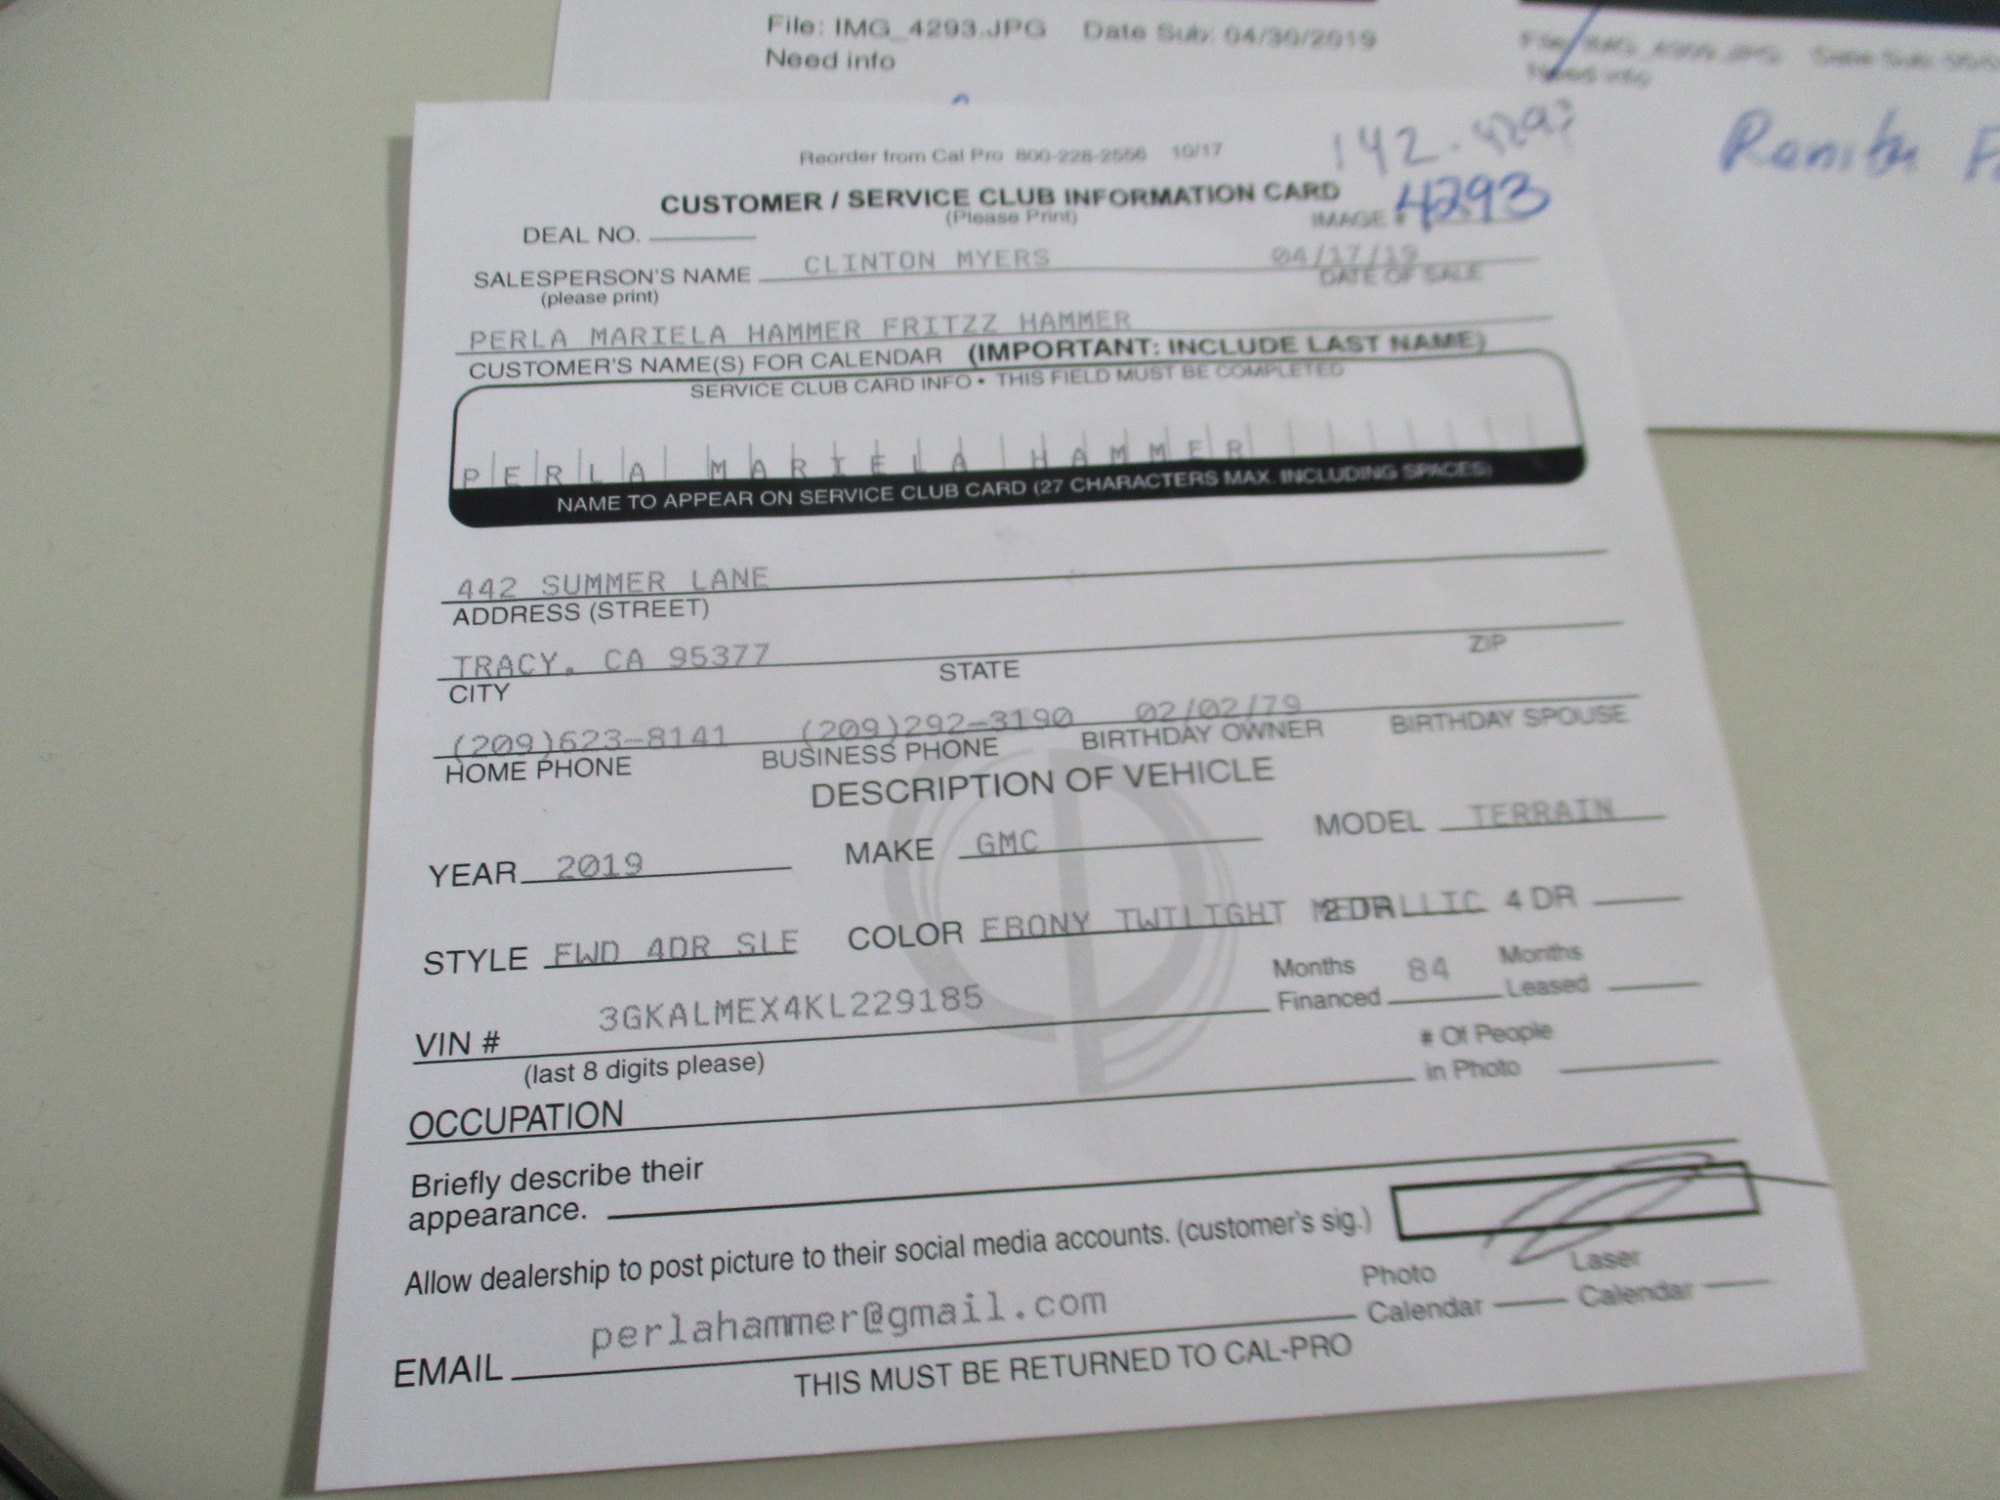 File: IMG_4293.JPG Date Sub: 04/30/2019
Need info
Need info
Reorder from Cal Pro 800-228-2556 10/17
142-4293
CUSTOMER / SERVICE CLUB INFORMATION CARD
(Please Print)
IMAGE # 4293
DEAL NO.
SALESPERSON'S NAME CLINTON MYERS 04/17/19
(please print) DATE OF SALE
PERLA MARIELA HAMMER FRITZZ HAMMER
CUSTOMER'S NAME(S) FOR CALENDAR (IMPORTANT: INCLUDE LAST NAME)
SERVICE CLUB CARD INFO • THIS FIELD MUST BE COMPLETED
PERLA MARIELA HAMMER
NAME TO APPEAR ON SERVICE CLUB CARD (27 CHARACTERS MAX. INCLUDING SPACES)
442 SUMMER LANE
ADDRESS (STREET)
TRACY, CA 95377
CITY STATE ZIP
(209)623-8141 (209)292-3190 02/02/79
HOME PHONE BUSINESS PHONE BIRTHDAY OWNER BIRTHDAY SPOUSE
DESCRIPTION OF VEHICLE
YEAR 2019 MAKE GMC MODEL TERRAIN
STYLE FWD 4DR SLE COLOR EBONY TWILIGHT METALLIC 2 DR 4 DR
VIN # 3GKALMEX4KL229185 Months Financed 84 Months Leased
(last 8 digits please)
OCCUPATION # Of People in Photo
Briefly describe their
appearance.
Allow dealership to post picture to their social media accounts. (customer's sig.)
EMAIL perlahammer@gmail.com Photo Calendar Laser Calendar
THIS MUST BE RETURNED TO CAL-PRO